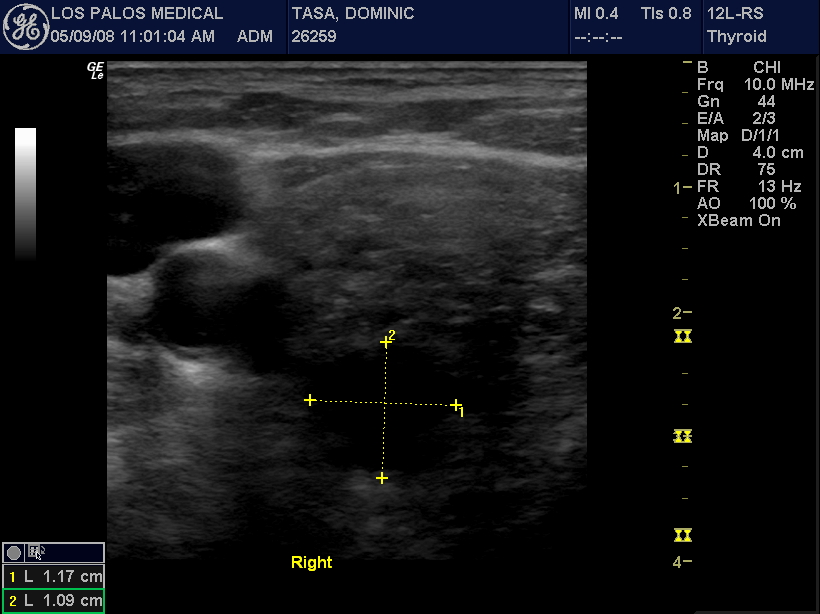 LOS PALOS MEDICAL
05/09/08 11:01:04 AM ADM
TASA, DOMINIC
26259
MI 0.4 TIs 0.8
--:--:--
12L-RS
Thyroid
GE
Le
B CHI
Frq 10.0 MHz
Gn 44
E/A 2/3
Map D/1/1
D 4.0 cm
DR 75
FR 13 Hz
AO 100 %
XBeam On
1
2
4
2
1
Right
1 L 1.17 cm
2 L 1.09 cm